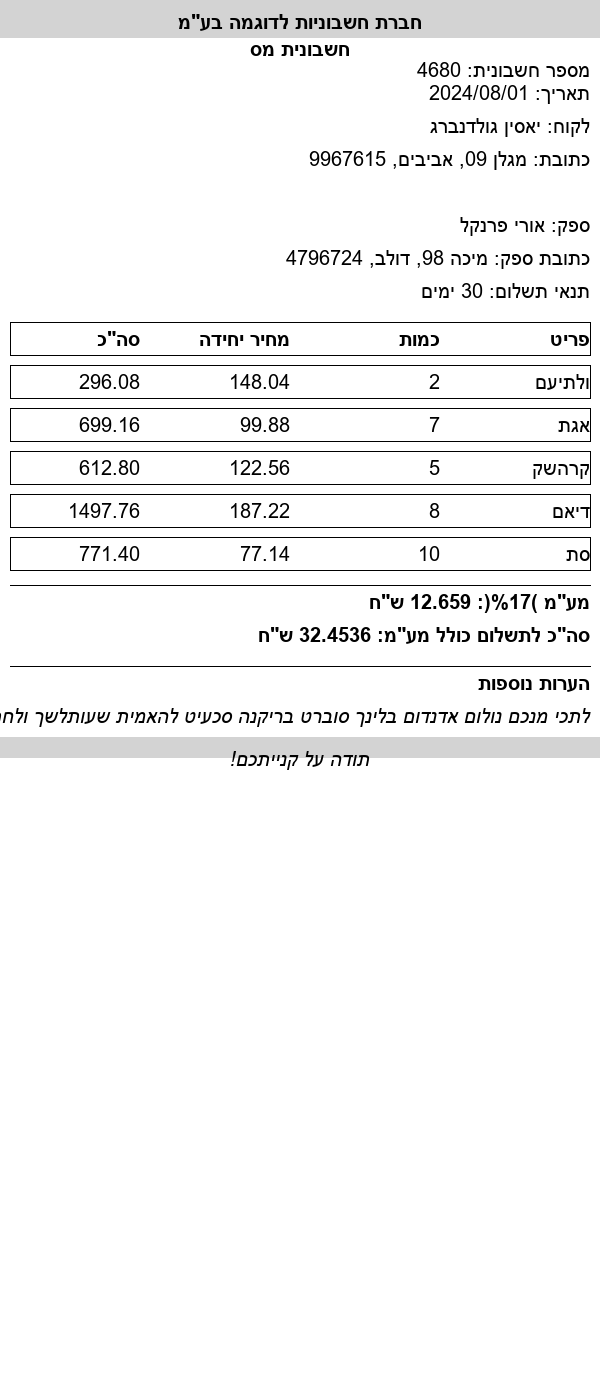 חברת חשבוניות לדוגמה בע"מ
חשבונית מס
מספר חשבונית: 4680
תאריך: 2024/08/01
לקוח: יאסין גולדנברג
כתובת: מגלן 09, אביבים, 9967615
ספק: אורי פרנקל
כתובת ספק: מיכה 98, דולב, 4796724
תנאי תשלום: 30 ימים
פריט כמות מחיר יחידה סה"כ
ולתיעם 2 148.04 296.08
אגת 7 99.88 699.16
קרהשק 5 122.56 612.80
דיאם 8 187.22 1497.76
סת 10 77.14 771.40
מע"מ )17%(: 12.659 ש"ח
סה"כ לתשלום כולל מע"מ: 32.4536 ש"ח
הערות נוספות
לתכי מנכם נולום אדנדום בלינך סוברט בריקנה סכעיט להאמית שעותלשך
תודה על קנייתכם!